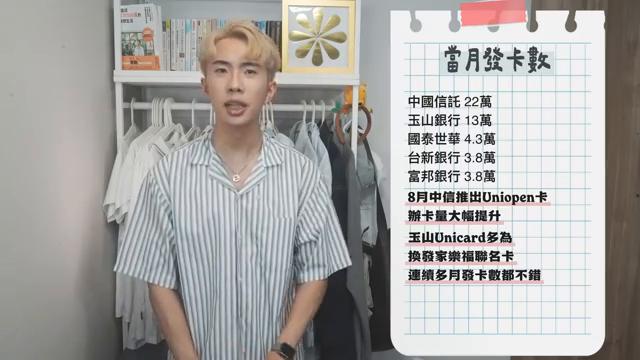 當月發卡數
中國信託 22萬
玉山銀行 13萬
國泰世華 4.3萬
台新銀行 3.8萬
富邦銀行 3.8萬
8月中信推出Uniopen卡
辦卡量大幅提升
玉山Unicard多為
換發家樂福聯名卡
連續多月發卡數都不錯